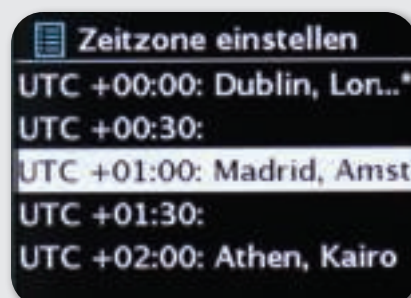 Zeitzone einstellen
UTC +00:00: Dublin, Lon...*
UTC +00:30:
UTC +01:00: Madrid, Amst
UTC +01:30:
UTC +02:00: Athen, Kairo